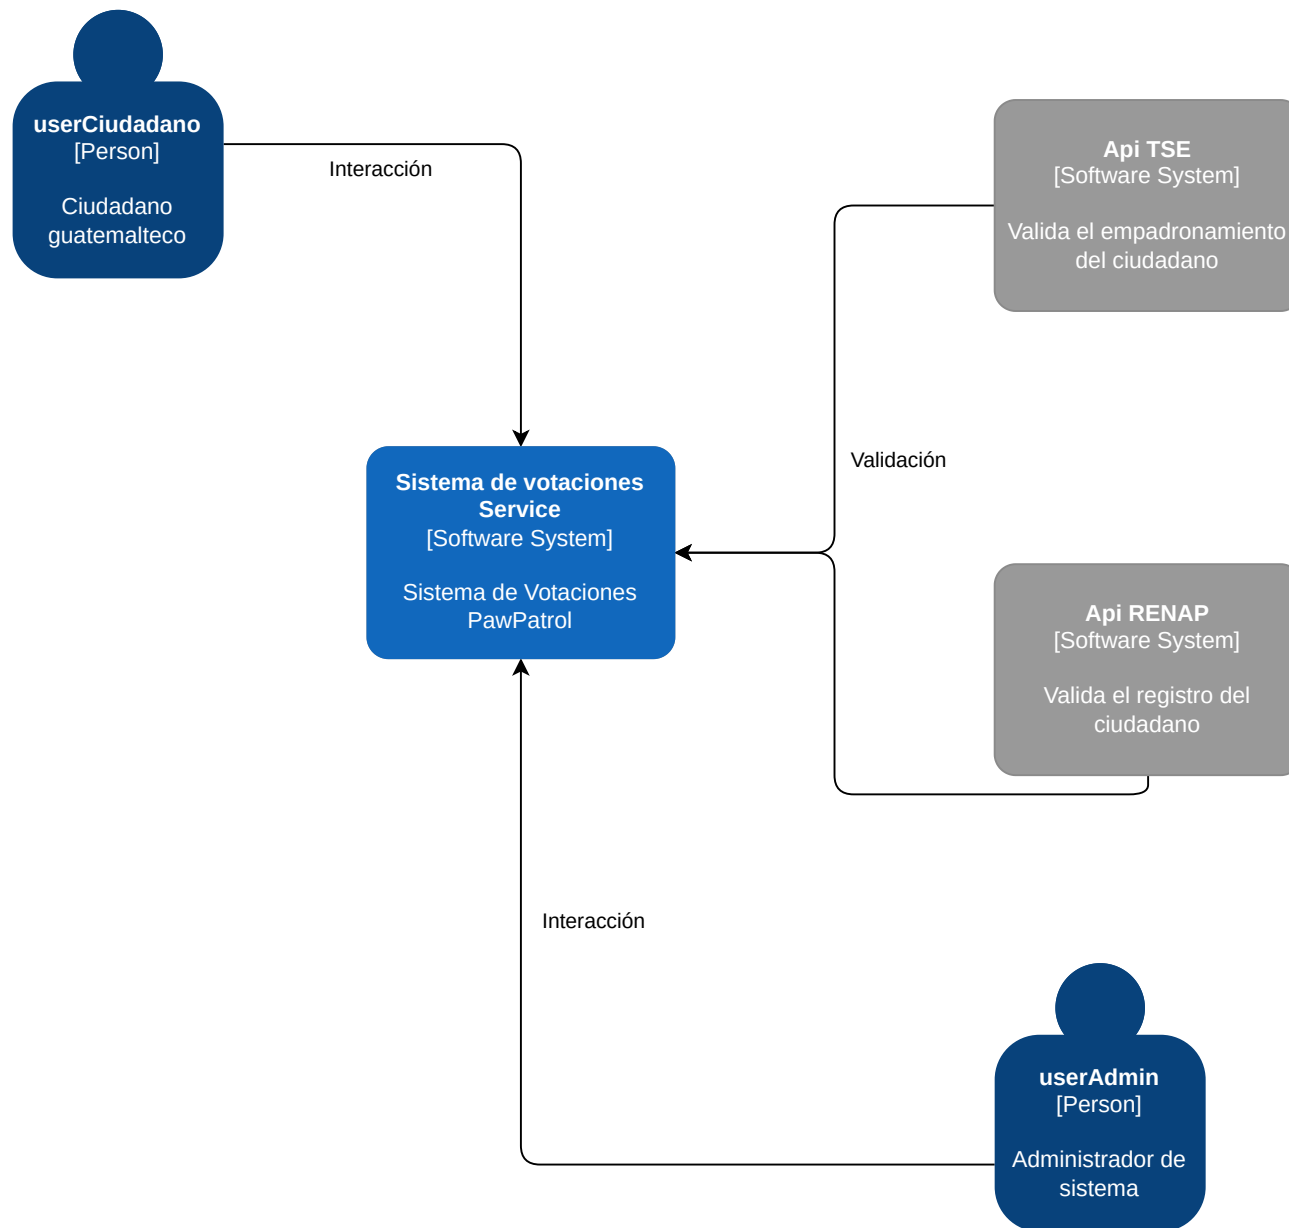 userCiudadano
[Person]
Ciudadano
guatemalteco
Interacción
Api TSE
[Software System]
Valida el empadronamiento
del ciudadano
Validación
Sistema de votaciones
Service
[Software System]
Sistema de Votaciones
PawPatrol
Api RENAP
[Software System]
Valida el registro del
ciudadano
Interacción
userAdmin
[Person]
Administrador de
sistema